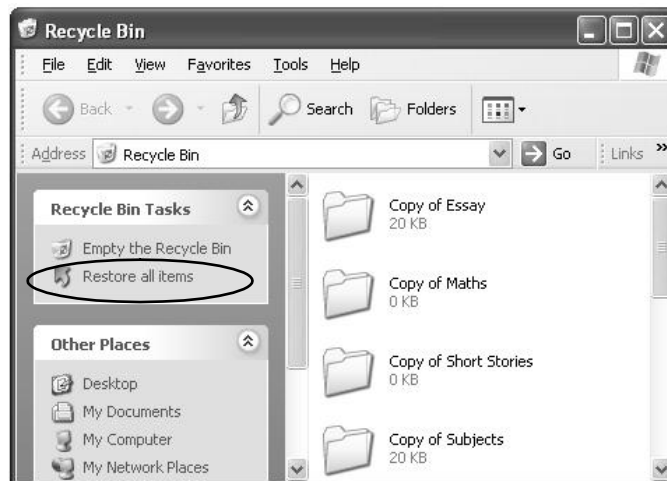 Recycle Bin
File Edit View Favorites Tools Help
Back Search Folders
Address Recycle Bin Go Links »
Recycle Bin Tasks
Empty the Recycle Bin
Restore all items
Other Places
Desktop
My Documents
My Computer
My Network Places
Copy of Essay
20 KB
Copy of Maths
0 KB
Copy of Short Stories
0 KB
Copy of Subjects
20 KB